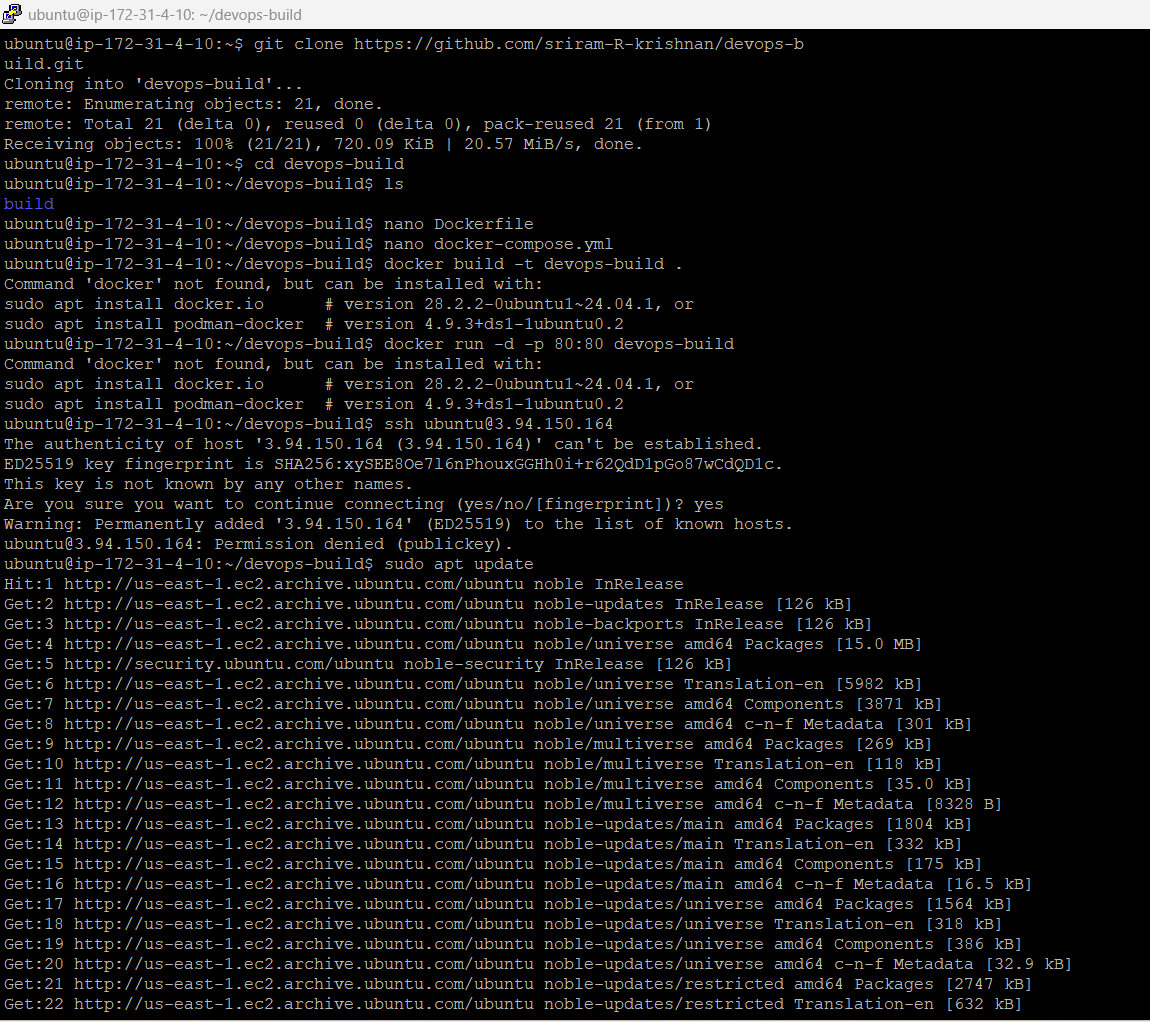 ubuntu@ip-172-31-4-10: ~/devops-build
ubuntu@ip-172-31-4-10:~$ git clone https://github.com/sriram-R-krishnan/devops-b
uild.git
Cloning into 'devops-build'...
remote: Enumerating objects: 21, done.
remote: Total 21 (delta 0), reused 0 (delta 0), pack-reused 21 (from 1)
Receiving objects: 100% (21/21), 720.09 KiB | 20.57 MiB/s, done.
ubuntu@ip-172-31-4-10:~$ cd devops-build
ubuntu@ip-172-31-4-10:~/devops-build$ ls
build
ubuntu@ip-172-31-4-10:~/devops-build$ nano Dockerfile
ubuntu@ip-172-31-4-10:~/devops-build$ nano docker-compose.yml
ubuntu@ip-172-31-4-10:~/devops-build$ docker build -t devops-build .
Command 'docker' not found, but can be installed with:
sudo apt install docker.io      # version 28.2.2-0ubuntu1~24.04.1, or
sudo apt install podman-docker  # version 4.9.3+ds1-1ubuntu0.2
ubuntu@ip-172-31-4-10:~/devops-build$ docker run -d -p 80:80 devops-build
Command 'docker' not found, but can be installed with:
sudo apt install docker.io      # version 28.2.2-0ubuntu1~24.04.1, or
sudo apt install podman-docker  # version 4.9.3+ds1-1ubuntu0.2
ubuntu@ip-172-31-4-10:~/devops-build$ ssh ubuntu@3.94.150.164
The authenticity of host '3.94.150.164 (3.94.150.164)' can't be established.
ED25519 key fingerprint is SHA256:xySEE8Oe7l6nPhouxGGHh0i+r62QdD1pGo87wCdQD1c.
This key is not known by any other names.
Are you sure you want to continue connecting (yes/no/[fingerprint])? yes
Warning: Permanently added '3.94.150.164' (ED25519) to the list of known hosts.
ubuntu@3.94.150.164: Permission denied (publickey).
ubuntu@ip-172-31-4-10:~/devops-build$ sudo apt update
Hit:1 http://us-east-1.ec2.archive.ubuntu.com/ubuntu noble InRelease
Get:2 http://us-east-1.ec2.archive.ubuntu.com/ubuntu noble-updates InRelease [126 kB]
Get:3 http://us-east-1.ec2.archive.ubuntu.com/ubuntu noble-backports InRelease [126 kB]
Get:4 http://us-east-1.ec2.archive.ubuntu.com/ubuntu noble/universe amd64 Packages [15.0 MB]
Get:5 http://security.ubuntu.com/ubuntu noble-security InRelease [126 kB]
Get:6 http://us-east-1.ec2.archive.ubuntu.com/ubuntu noble/universe Translation-en [5982 kB]
Get:7 http://us-east-1.ec2.archive.ubuntu.com/ubuntu noble/universe amd64 Components [3871 kB]
Get:8 http://us-east-1.ec2.archive.ubuntu.com/ubuntu noble/universe amd64 c-n-f Metadata [301 kB]
Get:9 http://us-east-1.ec2.archive.ubuntu.com/ubuntu noble/multiverse amd64 Packages [269 kB]
Get:10 http://us-east-1.ec2.archive.ubuntu.com/ubuntu noble/multiverse Translation-en [118 kB]
Get:11 http://us-east-1.ec2.archive.ubuntu.com/ubuntu noble/multiverse amd64 Components [35.0 kB]
Get:12 http://us-east-1.ec2.archive.ubuntu.com/ubuntu noble/multiverse amd64 c-n-f Metadata [8328 B]
Get:13 http://us-east-1.ec2.archive.ubuntu.com/ubuntu noble-updates/main amd64 Packages [1804 kB]
Get:14 http://us-east-1.ec2.archive.ubuntu.com/ubuntu noble-updates/main Translation-en [332 kB]
Get:15 http://us-east-1.ec2.archive.ubuntu.com/ubuntu noble-updates/main amd64 Components [175 kB]
Get:16 http://us-east-1.ec2.archive.ubuntu.com/ubuntu noble-updates/main amd64 c-n-f Metadata [16.5 kB]
Get:17 http://us-east-1.ec2.archive.ubuntu.com/ubuntu noble-updates/universe amd64 Packages [1564 kB]
Get:18 http://us-east-1.ec2.archive.ubuntu.com/ubuntu noble-updates/universe Translation-en [318 kB]
Get:19 http://us-east-1.ec2.archive.ubuntu.com/ubuntu noble-updates/universe amd64 Components [386 kB]
Get:20 http://us-east-1.ec2.archive.ubuntu.com/ubuntu noble-updates/universe amd64 c-n-f Metadata [32.9 kB]
Get:21 http://us-east-1.ec2.archive.ubuntu.com/ubuntu noble-updates/restricted amd64 Packages [2747 kB]
Get:22 http://us-east-1.ec2.archive.ubuntu.com/ubuntu noble-updates/restricted Translation-en [632 kB]